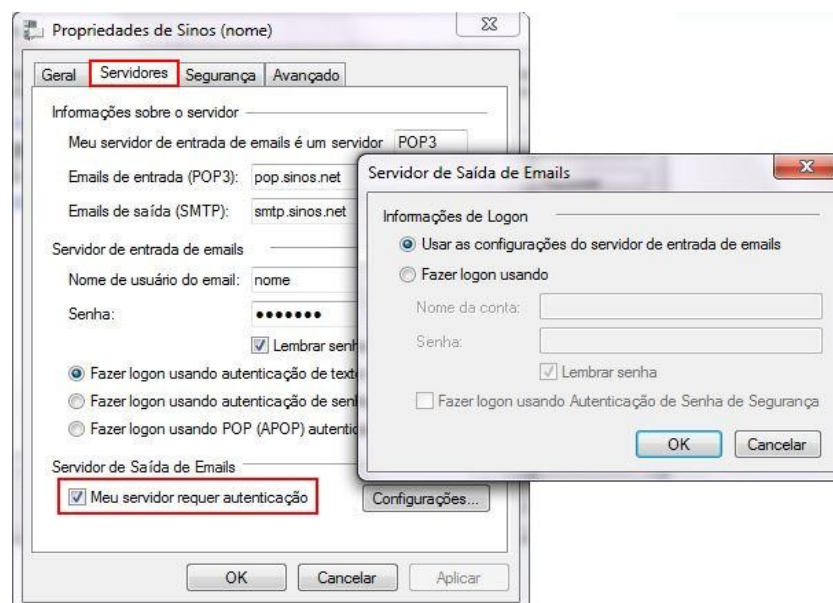 Propriedades de Sinos (nome)
Geral Servidores Segurança Avançado
Informações sobre o servidor
Meu servidor de entrada de emails é um servidor POP3
Emails de entrada (POP3): pop.sinos.net
Emails de saída (SMTP): smtp.sinos.net
Servidor de entrada de emails
Nome de usuário do email: nome
Senha:
Lembrar senh
Fazer logon usando autenticação de text
Fazer logon usando autenticação de sen
Fazer logon usando POP (APOP) autentic
Servidor de Saída de Emails
Meu servidor requer autenticação Configurações...
OK Cancelar Aplicar
Servidor de Saída de Emails
Informações de Logon
Usar as configurações do servidor de entrada de emails
Fazer logon usando
Nome da conta:
Senha:
Lembrar senha
Fazer logon usando Autenticação de Senha de Segurança
OK Cancelar